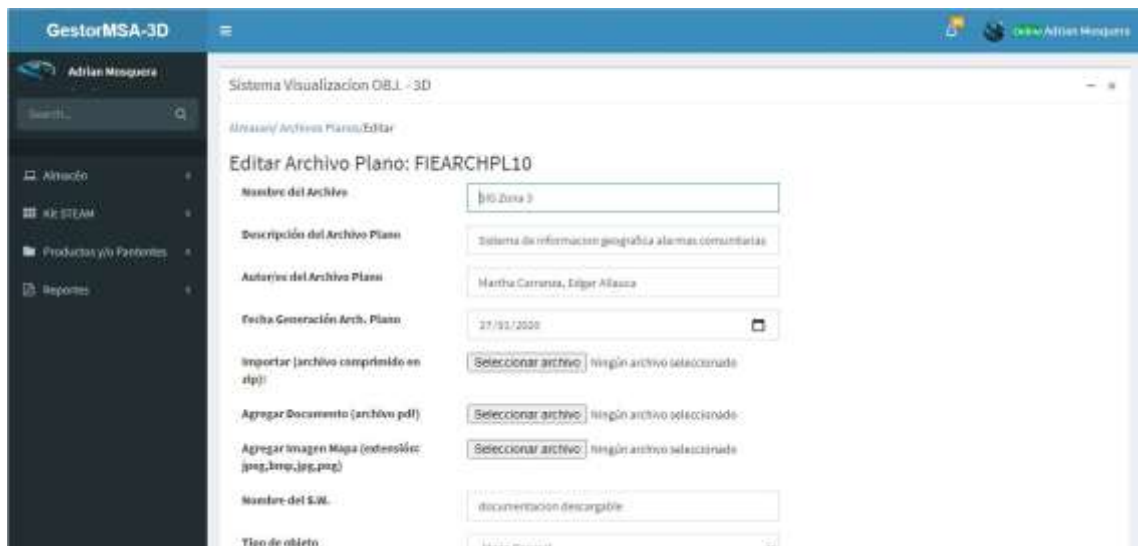 GestorMSA-3D
Online Adrian Mosquera
Adrian Mosquera
Search...
Sistema Visualizacion OBJ. - 3D
Almacen/ Archivos Planos/Editar
Almacén
Kit STEAM
Productos y/o Pantentes
Reportes
Editar Archivo Plano: FIEARCHPL10
Nombre del Archivo
SIG Zona 3
Descripción del Archivo Plano
Sistema de informacion geografica alarmas comunitarias
Autor/es del Archivo Plano
Martha Carranza, Edgar Allauca
Fecha Generación Arch. Plano
/2020
Importar (archivo comprimido en zip):
Seleccionar archivo Ningún archivo seleccionado
Agregar Documento (archivo pdf)
Seleccionar archivo Ningún archivo seleccionado
Agregar Imagen Mapa (extensión: jpeg,bmp,jpg,png)
Seleccionar archivo Ningún archivo seleccionado
Nombre del S.W.
documentacion descargable
Tipo de objeto